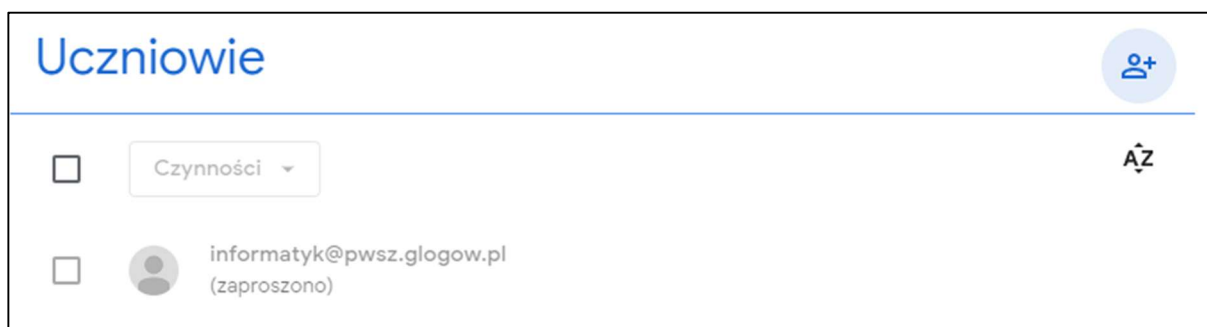 Uczniowie
Czynności
AZ
informatyk@pwsz.glogow.pl
(zaproszono)